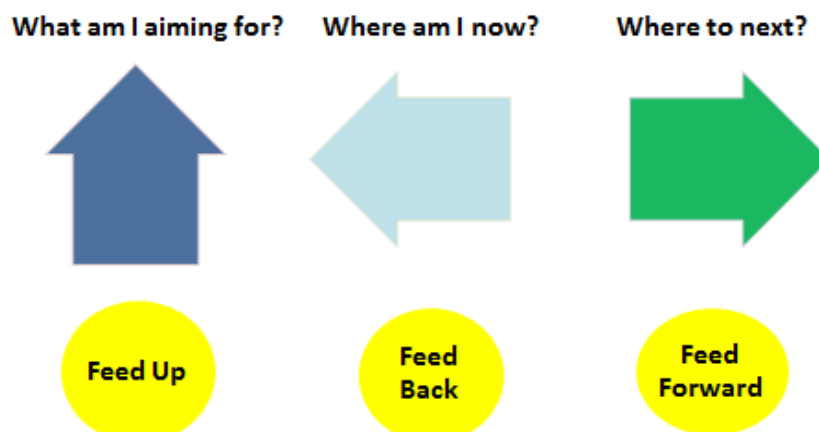 What am I aiming for?
Where am I now?
Where to next?
Feed Up
Feed
Back
Feed
Forward